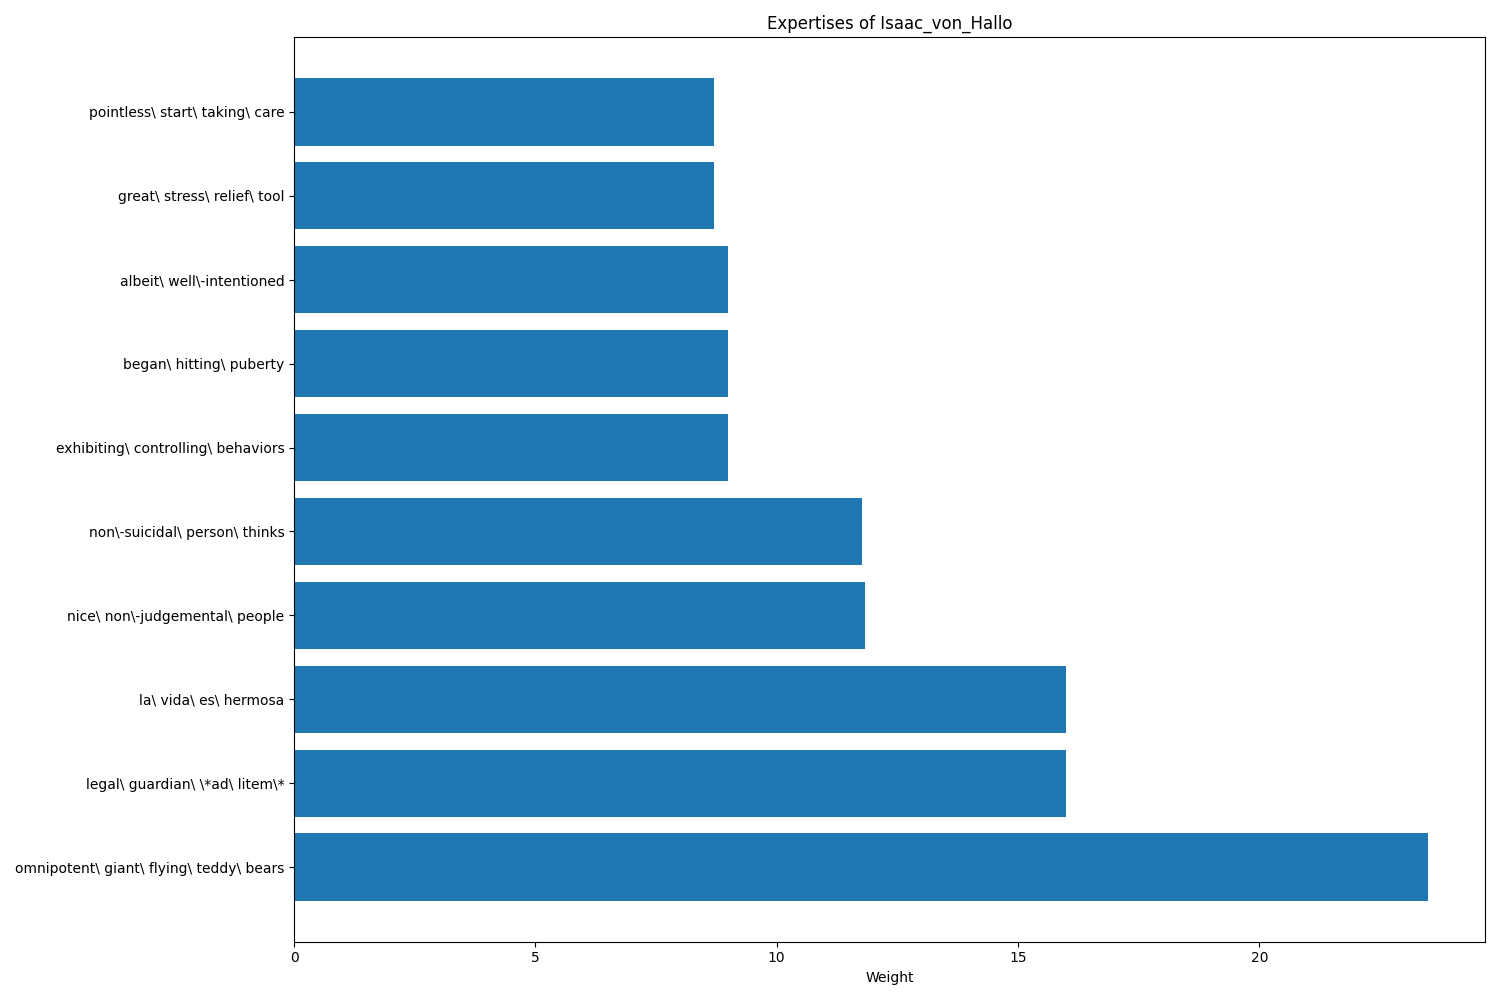 Expertises of Isaac_von_Hallo
pointless\ start\ taking\ care
great\ stress\ relief\ tool
albeit\ well\-intentioned
began\ hitting\ puberty
exhibiting\ controlling\ behaviors
non\-suicidal\ person\ thinks
nice\ non\-judgemental\ people
la\ vida\ es\ hermosa
legal\ guardian\ \*ad\ litem\*
omnipotent\ giant\ flying\ teddy\ bears
0 5 10 15 20
Weight